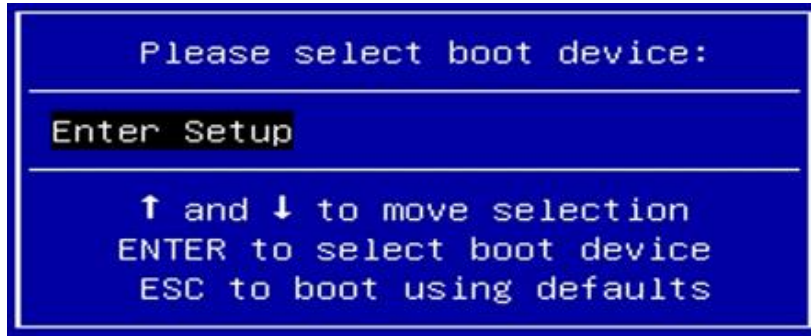 Please select boot device:
Enter Setup
↑ and ↓ to move selection
ENTER to select boot device
ESC to boot using defaults